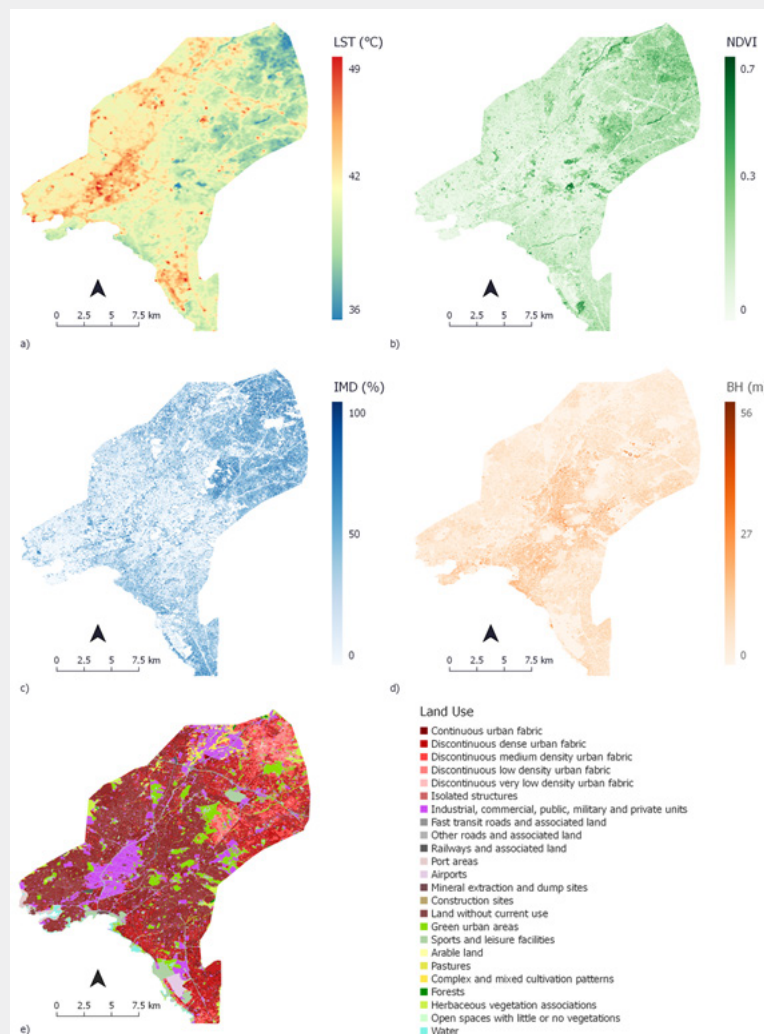 LST (°C)
49
42
36
0 2.5 5 7.5 km
a)
NDVI
0.7
0.3
0
0 2.5 5 7.5 km
b)
IMD (%)
100
50
0
0 2.5 5 7.5 km
c)
BH (m
56
27
0
0 2.5 5 7.5 km
d)
0 2.5 5 7.5 km
e)
Land Use
Continuous urban fabric
Discontinuous dense urban fabric
Discontinuous medium density urban fabric
Discontinuous low density urban fabric
Discontinuous very low density urban fabric
Isolated structures
Industrial, commercial, public, military and private units
Fast transit roads and associated land
Other roads and associated land
Railways and associated land
Port areas
Airports
Mineral extraction and dump sites
Construction sites
Land without current use
Green urban areas
Sports and leisure facilities
Arable land
Pastures
Complex and mixed cultivation patterns
Forests
Herbaceous vegetation associations
Open spaces with little or no vegetations
Water